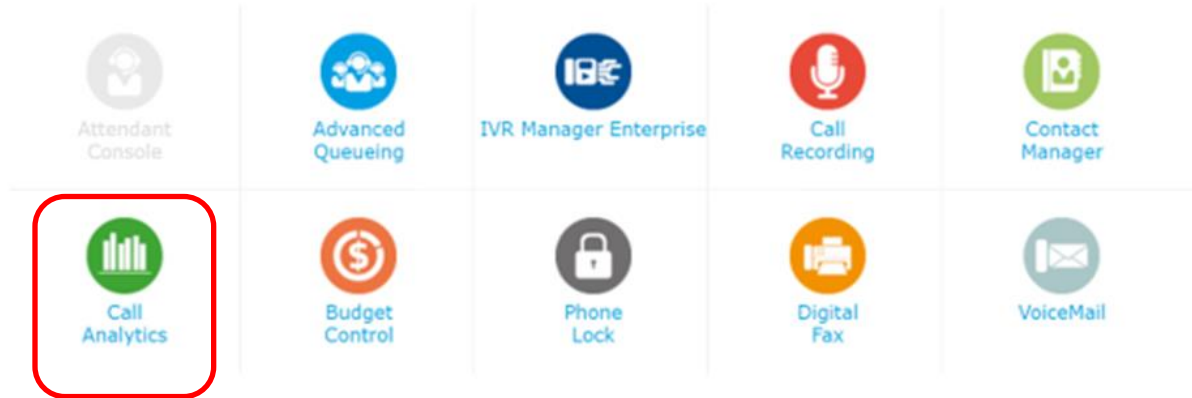 Attendant
Console
Advanced
Queueing
IVR Manager Enterprise
Call
Recording
Contact
Manager
Call
Analytics
Budget
Control
Phone
Lock
Digital
Fax
VoiceMail